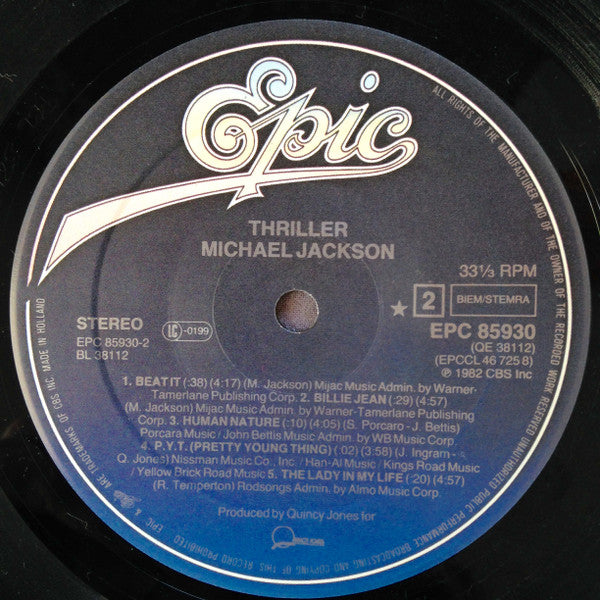 Epic
THRILLER
MICHAEL JACKSON
33⅓ RPM
★ 2 BIEM/STEMRA
STEREO
LC-0199
EPC 85930
EPC 85930-2
(QE 38112)
BL 38112
(EPCCL 46 725 8)
℗ 1982 CBS Inc
1. BEAT IT (:38) (4:17) (M. Jackson) Mijac Music Admin. by Warner-
Tamerlane Publishing Corp. 2. BILLIE JEAN (:29) (4:57)
(M. Jackson) Mijac Music Admin. by Warner-Tamerlane Publishing
Corp. 3. HUMAN NATURE (:10) (4:05) (S. Porcaro - J. Bettis)
Porcara Music / John Bettis Music Admin. by WB Music Corp.
4. P.Y.T. (PRETTY YOUNG THING) (:02) (3:58) (J. Ingram -
Q. Jones) Nissman Music Co., Inc / Han-Al Music / Kings Road Music /
Yellow Brick Road Music 5. THE LADY IN MY LIFE (:20) (4:57)
(R. Temperton) Rodsongs Admin. by Almo Music Corp.
Produced by Quincy Jones for
ALL RIGHTS OF THE MANUFACTURER AND OF THE OWNER OF THE RECORDED WORK RESERVED UNAUTHORIZED PUBLIC PERFORMANCE BROADCASTING AND COPYING OF THIS RECORD PROHIBITED
EPIC & ARE TRADEMARKS OF CBS INC MADE IN HOLLAND